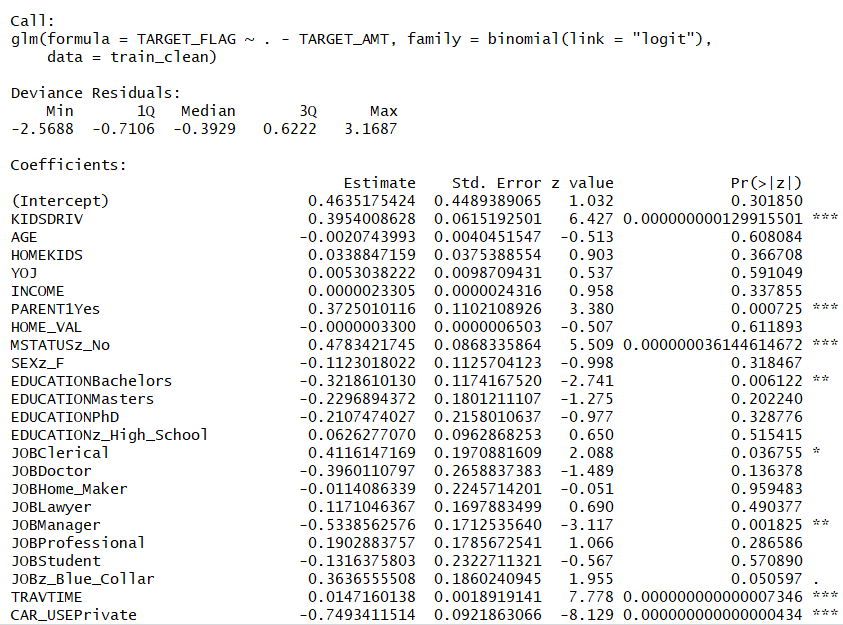 Call:
glm(formula = TARGET_FLAG ~ . - TARGET_AMT, family = binomial(link = "logit"),
    data = train_clean)
Deviance Residuals:
    Min      1Q  Median      3Q     Max
-2.5688 -0.7106 -0.3929  0.6222  3.1687
Coefficients:
Estimate Std. Error z value Pr(>|z|)
(Intercept) 0.4635175424 0.4489389065 1.032 0.301850
KIDSDRIV 0.3954008628 0.0615192501 6.427 0.000000000129915501 ***
AGE -0.0020743993 0.0040451547 -0.513 0.608084
HOMEKIDS 0.0338847159 0.0375388554 0.903 0.366708
YOJ 0.0053038222 0.0098709431 0.537 0.591049
INCOME 0.0000023305 0.0000024316 0.958 0.337855
PARENT1Yes 0.3725010116 0.1102108926 3.380 0.000725 ***
HOME_VAL -0.0000003300 0.0000006503 -0.507 0.611893
MSTATUSz_No 0.4783421745 0.0868335864 5.509 0.000000036144614672 ***
SEXz_F -0.1123018022 0.1125704123 -0.998 0.318467
EDUCATIONBachelors -0.3218610130 0.1174167520 -2.741 0.006122 **
EDUCATIONMasters -0.2296894372 0.1801211107 -1.275 0.202240
EDUCATIONPhD -0.2107474027 0.2158010637 -0.977 0.328776
EDUCATIONz_High_School 0.0626277070 0.0962868253 0.650 0.515415
JOBClerical 0.4116147169 0.1970881609 2.088 0.036755 *
JOBDoctor -0.3960110797 0.2658837383 -1.489 0.136378
JOBHome_Maker -0.0114086339 0.2245714201 -0.051 0.959483
JOBLawyer 0.1171046367 0.1697883499 0.690 0.490377
JOBManager -0.5338562576 0.1712535640 -3.117 0.001825 **
JOBProfessional 0.1902883757 0.1785672541 1.066 0.286586
JOBStudent -0.1316375803 0.2322711321 -0.567 0.570890
JOBz_Blue_Collar 0.3636555508 0.1860240945 1.955 0.050597 .
TRAVTIME 0.0147160138 0.0018919141 7.778 0.000000000000007346 ***
CAR_USEPrivate -0.7493411514 0.0921863066 -8.129 0.000000000000000434 ***